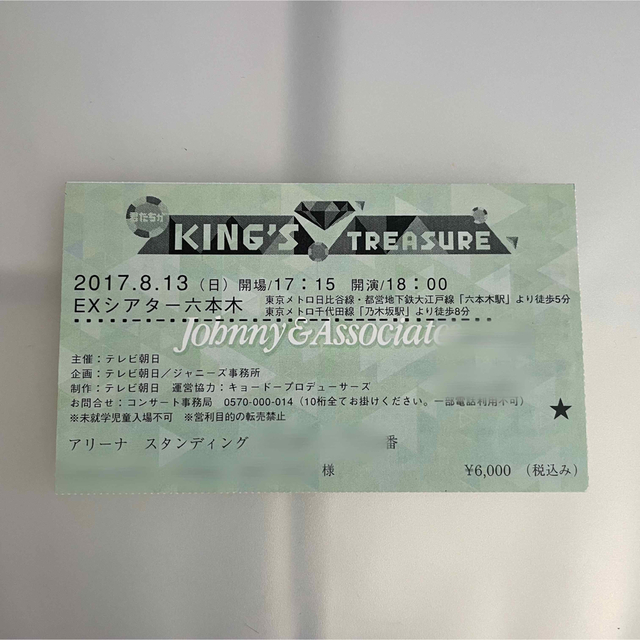 君たちが
KING'S TREASURE
2017.8.13（日）開場/17：15 開演/18：00
EXシアター六本木
東京メトロ日比谷線・都営地下鉄大江戸線「六本木駅」より徒歩5分
東京メトロ千代田線「乃木坂駅」より徒歩8分
Johnny & Associate
主催：テレビ朝日
企画：テレビ朝日／ジャニーズ事務所
制作：テレビ朝日 運営協力：キョードープロデューサーズ
お問合せ：コンサート事務局 0570-000-014（10桁全てお掛けください。一部電話利用不可）
※未就学児童入場不可 ※営利目的の転売禁止
★
アリーナ スタンディング 番
様 ¥6,000 （税込み）